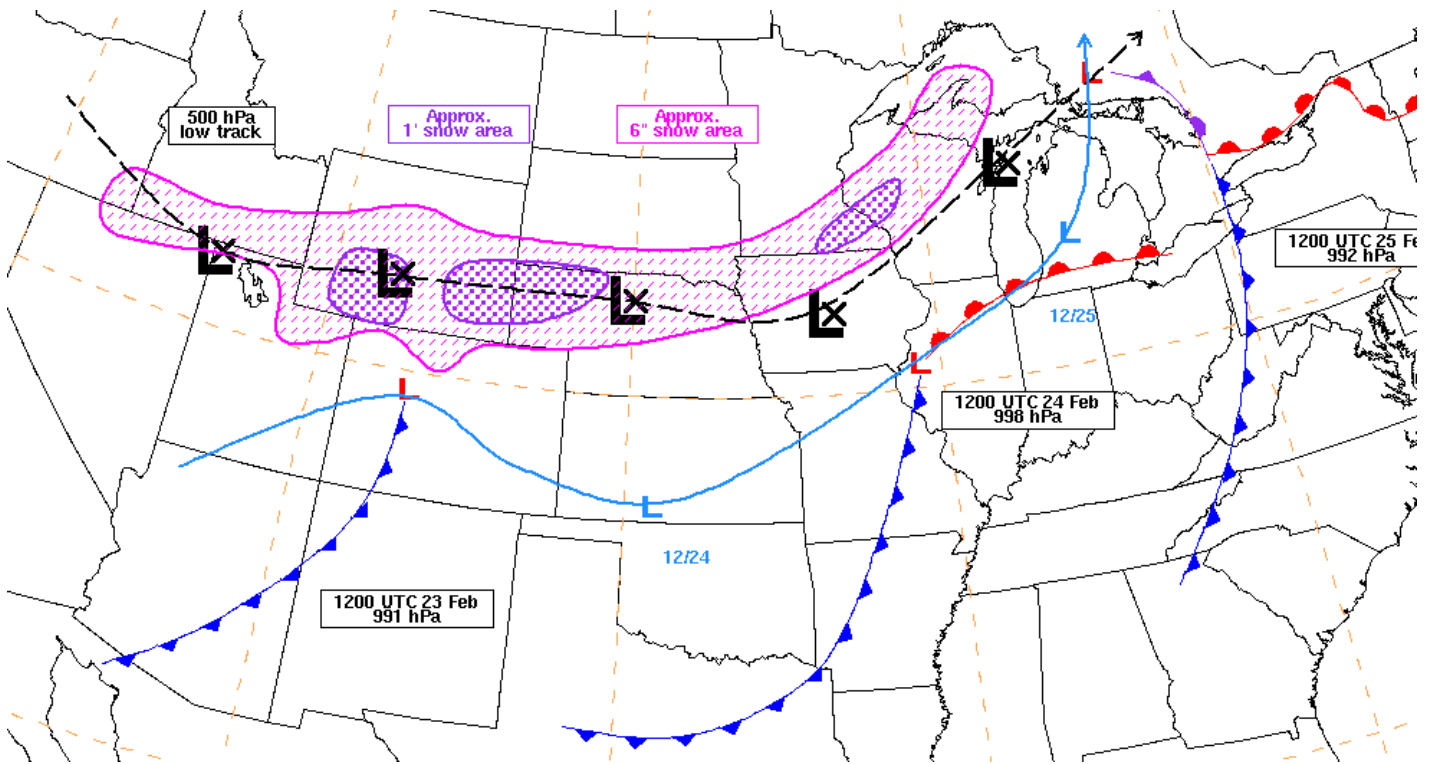 500 hPa
low track
Approx.
1' snow area
Approx.
6" snow area
L
L
L
L
L
L
L
L
L
L
1200 UTC 25 Fe
992 hPa
12/25
1200 UTC 24 Feb
998 hPa
12/24
1200 UTC 23 Feb
991 hPa